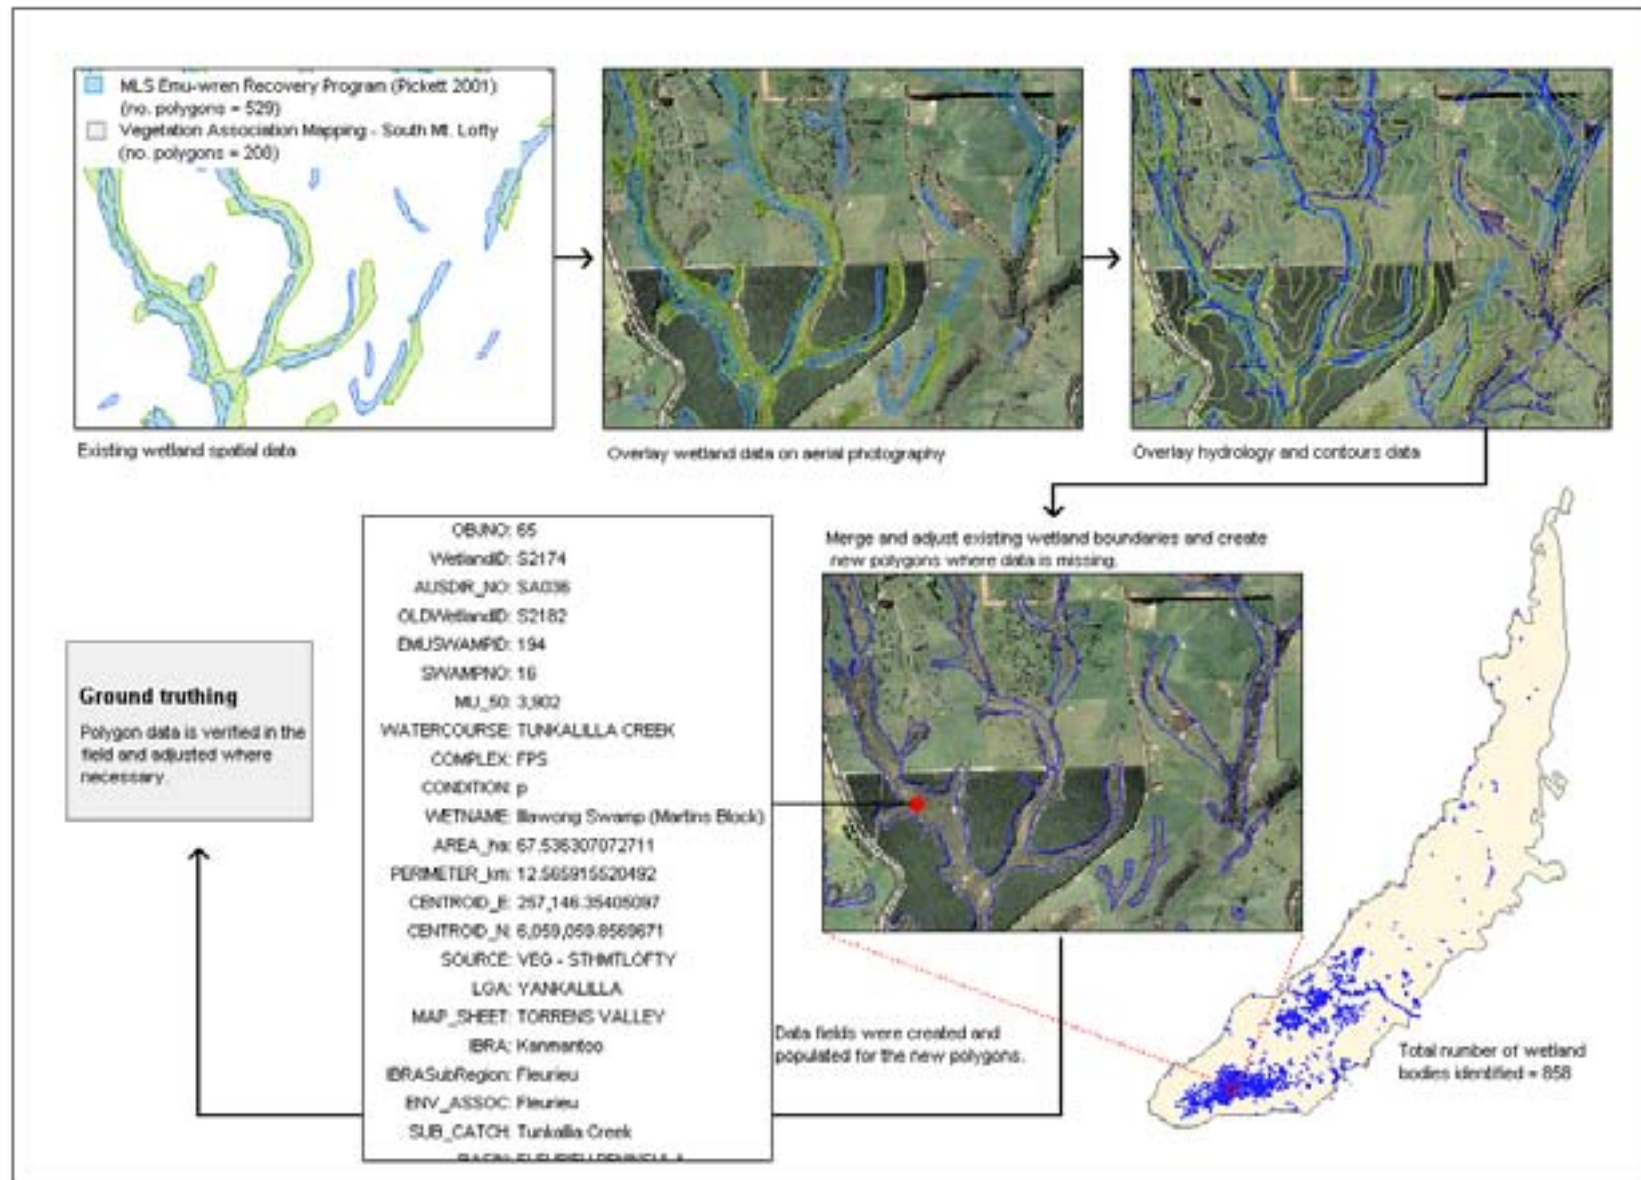 MLS Emu-wren Recovery Program (Pickett 2001)
(no. polygons = 529)
Vegetation Association Mapping - South Mt. Lofty
(no. polygons = 208)
Existing wetland spatial data
Overlay wetland data on aerial photography
Overlay hydrology and contours data
Merge and adjust existing wetland boundaries and create
new polygons where data is missing.
OBJNO: 65
WetlandID: S2174
AUSDIR_NO: SA036
OLDWetlandID: S2182
EMUSWAMPID: 194
SWAMPNO: 16
MU_50: 3,902
WATERCOURSE: TUNKALILLA CREEK
COMPLEX: FPS
CONDITION: p
WETNAME: Illawong Swamp (Martins Block)
AREA_ha: 67.536307072711
PERIMETER_km: 12.565915520492
CENTROID_E: 257,146.35405097
CENTROID_N: 6,059,059.8569671
SOURCE: VEG - STHMTLOFTY
LGA: YANKALILLA
MAP_SHEET: TORRENS VALLEY
IBRA: Kanmantoo
IBRASubRegion: Fleurieu
ENV_ASSOC: Fleurieu
SUB_CATCH: Tunkallia Creek
BASIN: FLEURIEU PENINSULA
Ground truthing
Polygon data is verified in the
field and adjusted where
necessary.
Data fields were created and
populated for the new polygons.
Total number of wetland
bodies identified = 858